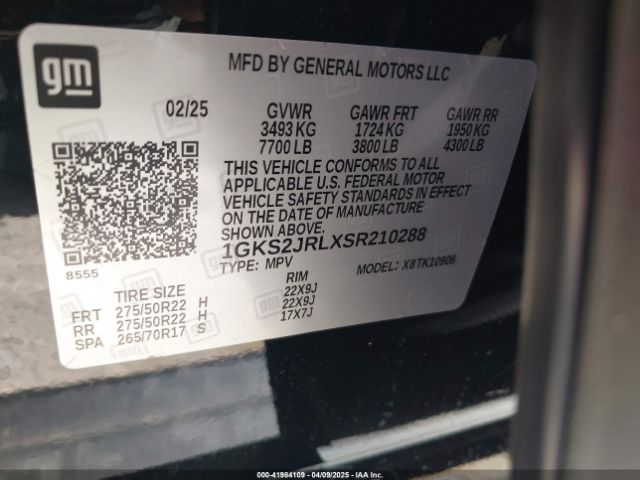 gm
MFD BY GENERAL MOTORS LLC
02/25 GVWR GAWR FRT GAWR RR
3493 KG 1724 KG 1950 KG
7700 LB 3800 LB 4300 LB
THIS VEHICLE CONFORMS TO ALL
APPLICABLE U.S. FEDERAL MOTOR
VEHICLE SAFETY STANDARDS IN EFFECT
ON THE DATE OF MANUFACTURE
SHOWN ABOVE.
1GKS2JRLXSR210288
TYPE: MPV MODEL: X8TK10906
8555
TIRE SIZE RIM
FRT 275/50R22 H 22X9J
RR 275/50R22 H 22X9J
SPA 265/70R17 S 17X7J
000-41984109 - 04/09/2025 - IAAI.COM